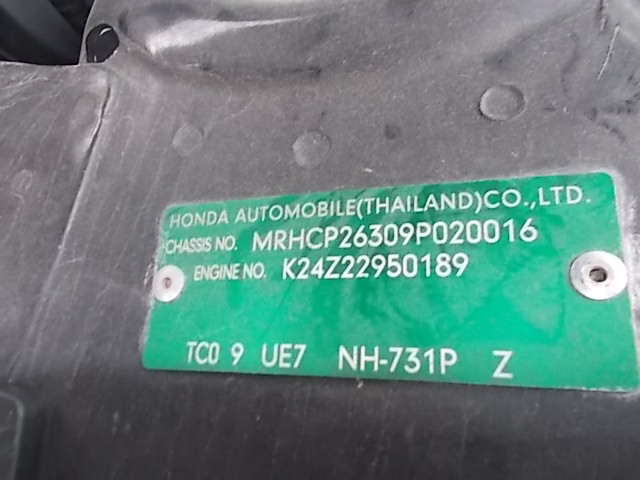 HONDA AUTOMOBILE(THAILAND)CO.,LTD.
CHASSIS NO. MRHCP26309P020016
ENGINE NO. K24Z22950189
TC0 9 UE7 NH-731P Z